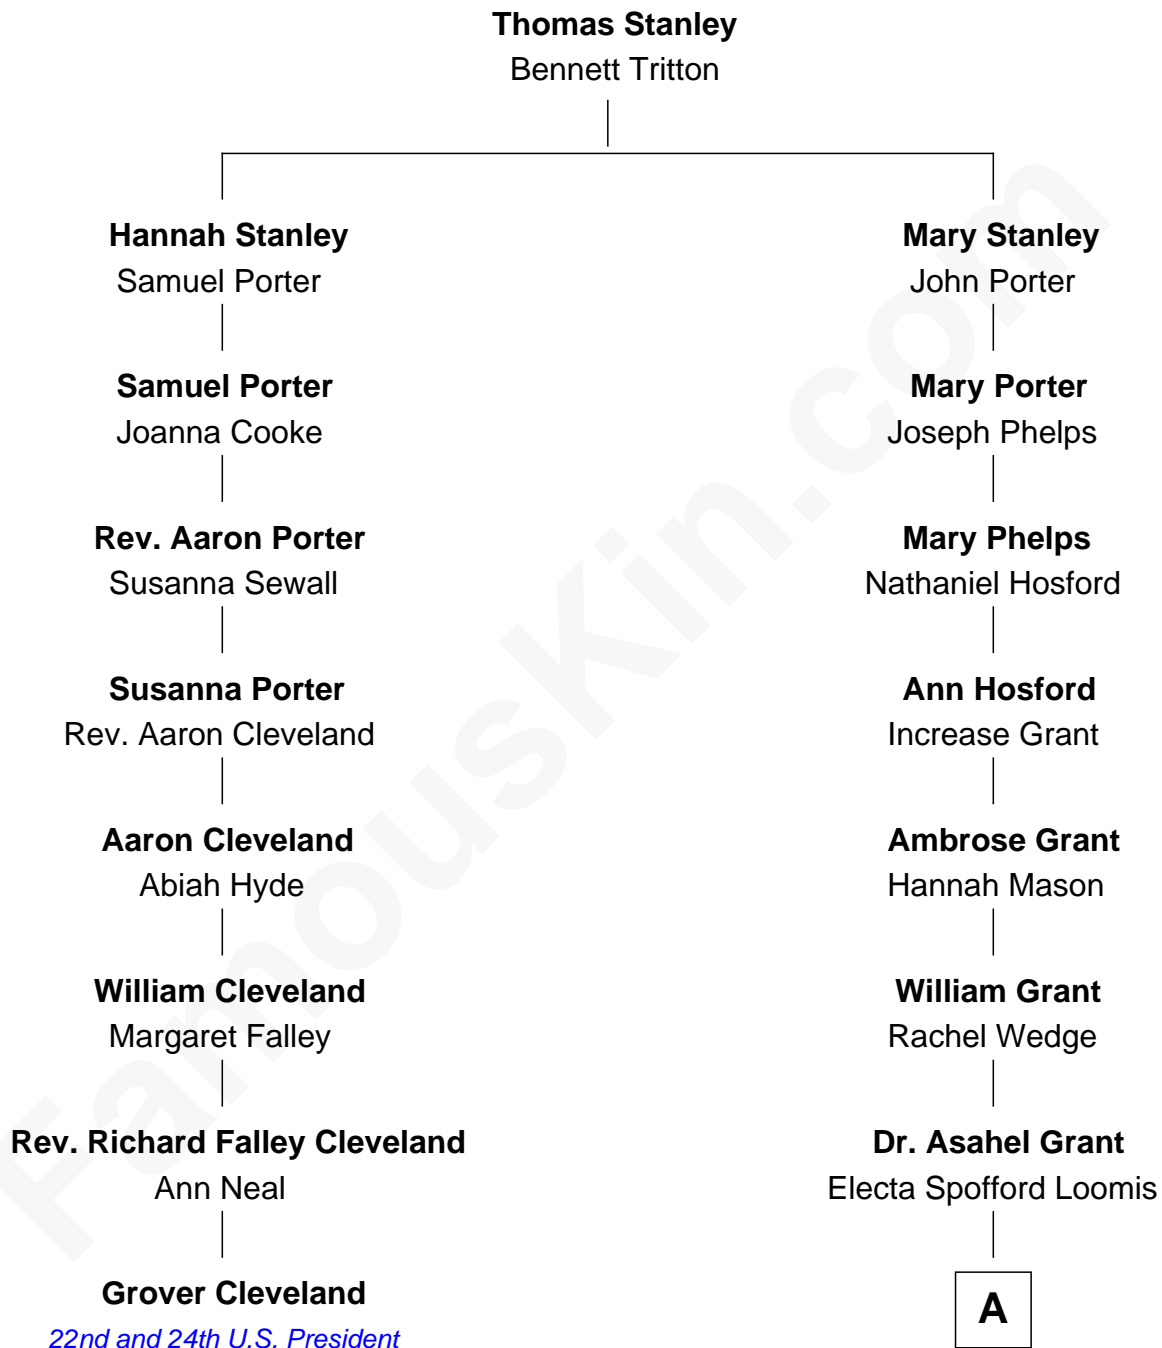 Thomas Stanley
Bennett Tritton
Hannah Stanley
Samuel Porter
Mary Stanley
John Porter
Samuel Porter
Joanna Cooke
Mary Porter
Joseph Phelps
Rev. Aaron Porter
Susanna Sewall
Mary Phelps
Nathaniel Hosford
Susanna Porter
Rev. Aaron Cleveland
Ann Hosford
Increase Grant
Aaron Cleveland
Abiah Hyde
Ambrose Grant
Hannah Mason
William Cleveland
Margaret Falley
William Grant
Rachel Wedge
Rev. Richard Falley Cleveland
Ann Neal
Dr. Asahel Grant
Electa Spofford Loomis
Grover Cleveland
22nd and 24th U.S. President
A
FamousKin.com